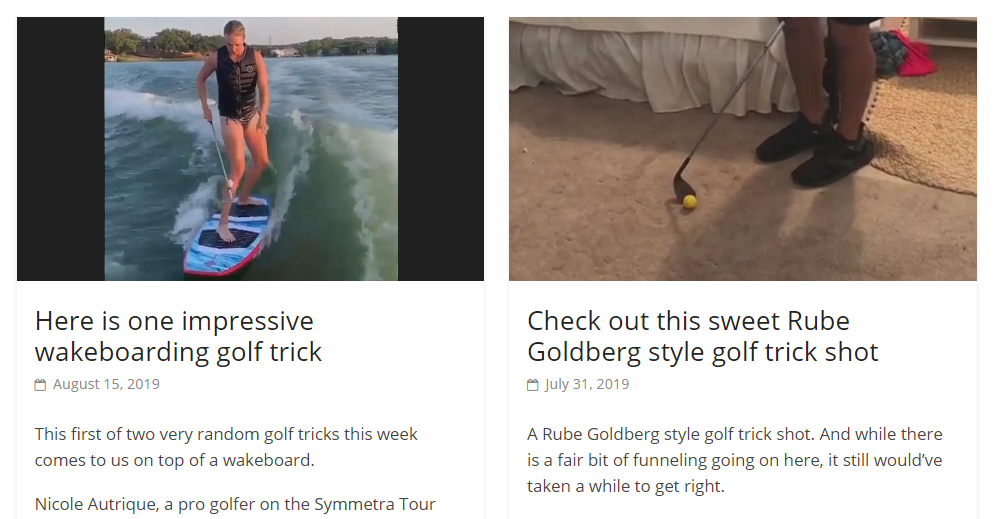 Here is one impressive
wakeboarding golf trick
August 15, 2019
This first of two very random golf tricks this week
comes to us on top of a wakeboard.
Nicole Autrique, a pro golfer on the Symmetra Tour
Check out this sweet Rube
Goldberg style golf trick shot
July 31, 2019
A Rube Goldberg style golf trick shot. And while there
is a fair bit of funneling going on here, it still would’ve
taken a while to get right.